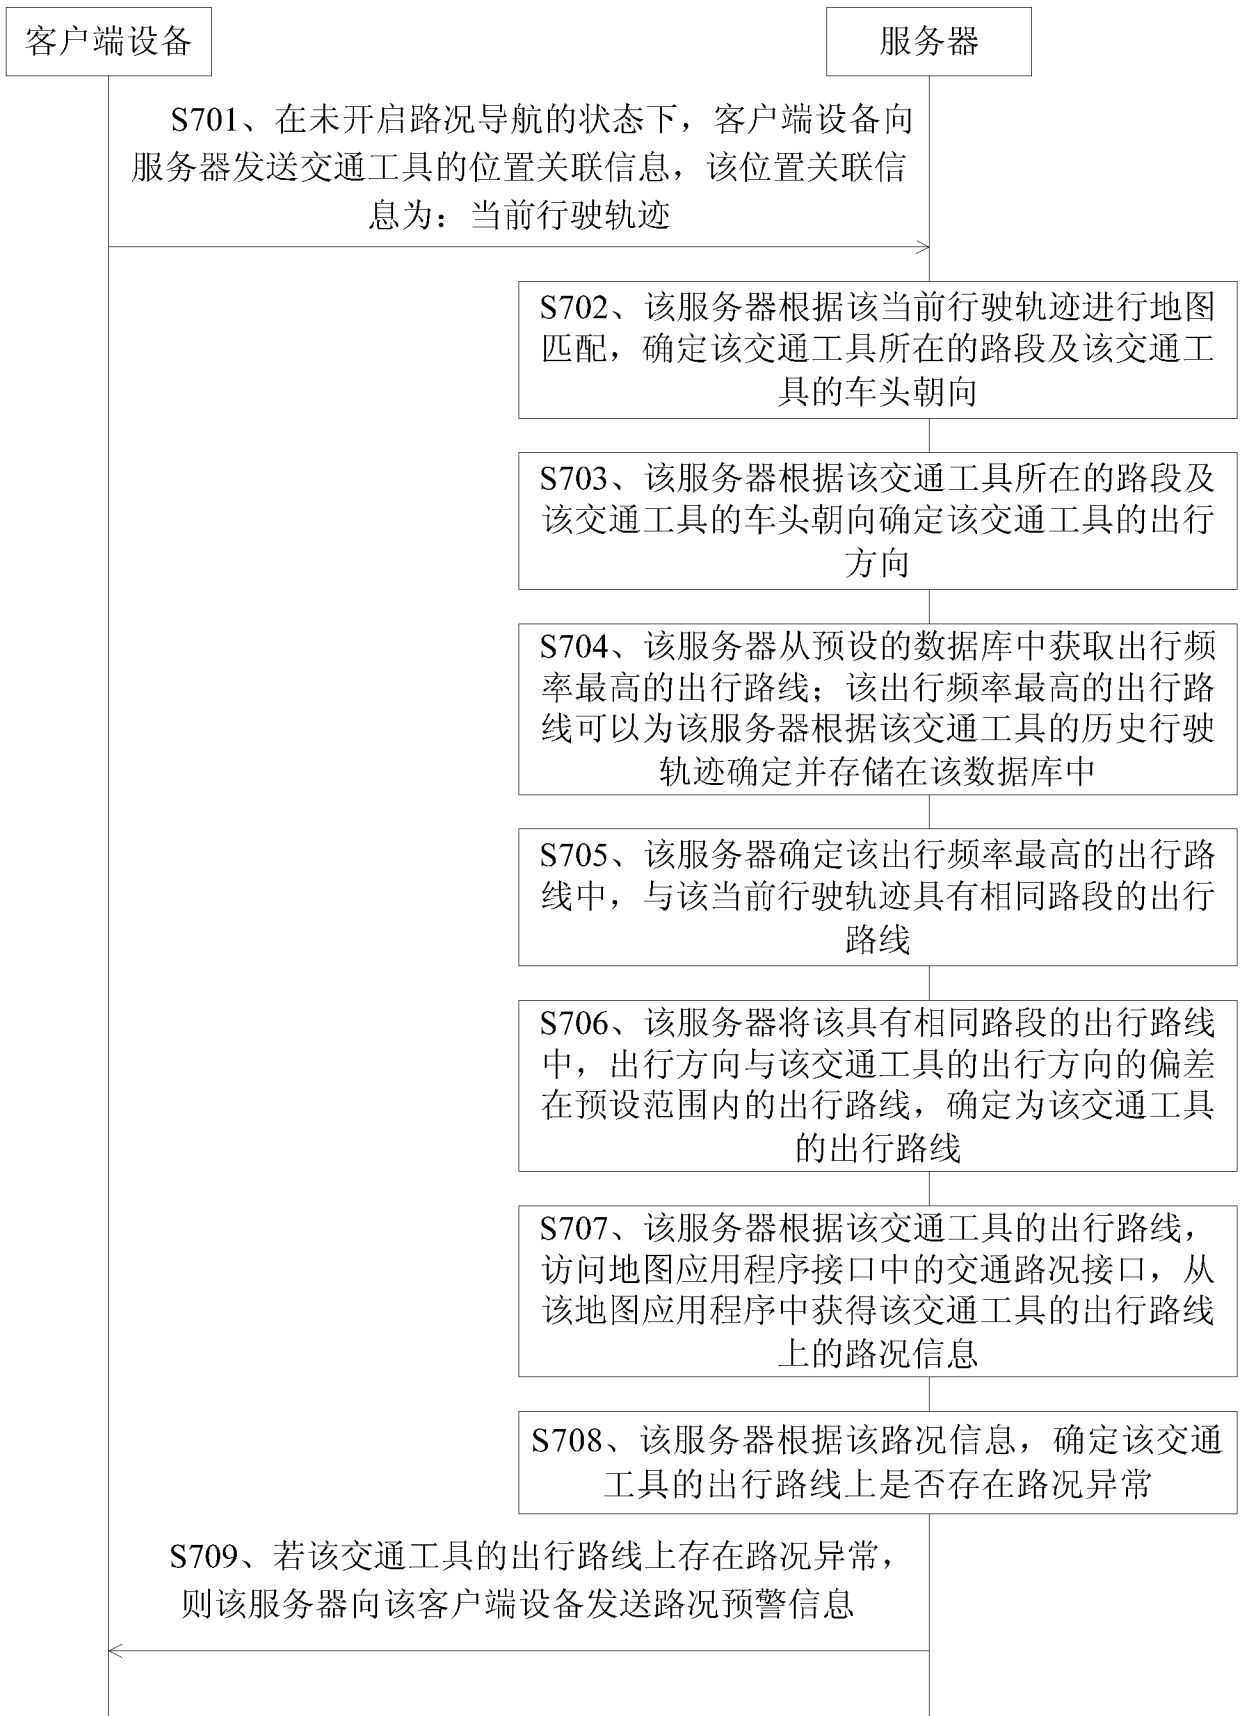 客户端设备
服务器
S701、在未开启路况导航的状态下，客户端设备向
服务器发送交通工具的位置关联信息，该位置关联信
息为：当前行驶轨迹
S702、该服务器根据该当前行驶轨迹进行地图
匹配，确定该交通工具所在的路段及该交通工
具的车头朝向
S703、该服务器根据该交通工具所在的路段及
该交通工具的车头朝向确定该交通工具的出行
方向
S704、该服务器从预设的数据库中获取出行频
率最高的出行路线；该出行频率最高的出行路
线可以为该服务器根据该交通工具的历史行驶
轨迹确定并存储在该数据库中
S705、该服务器确定该出行频率最高的出行路
线中，与该当前行驶轨迹具有相同路段的出行
路线
S706、该服务器将该具有相同路段的出行路线
中，出行方向与该交通工具的出行方向的偏差
在预设范围内的出行路线，确定为该交通工具
的出行路线
S707、该服务器根据该交通工具的出行路线，
访问地图应用程序接口中的交通路况接口，从
该地图应用程序中获得该交通工具的出行路线
上的路况信息
S708、该服务器根据该路况信息，确定该交通
工具的出行路线上是否存在路况异常
S709、若该交通工具的出行路线上存在路况异常，
则该服务器向该客户端设备发送路况预警信息